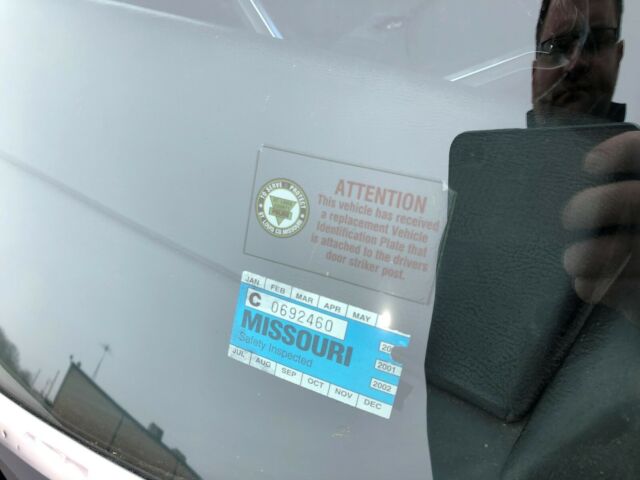 TO SERVE & PROTECT
ATTENTION
This vehicle has received
a replacement Vehicle
Identification Plate that
is attached to the drivers
door striker post.
JAN FEB MAR APR MAY
C 0692460
MISSOURI
Safety Inspected
2001
2002
JUL AUG SEP OCT NOV DEC